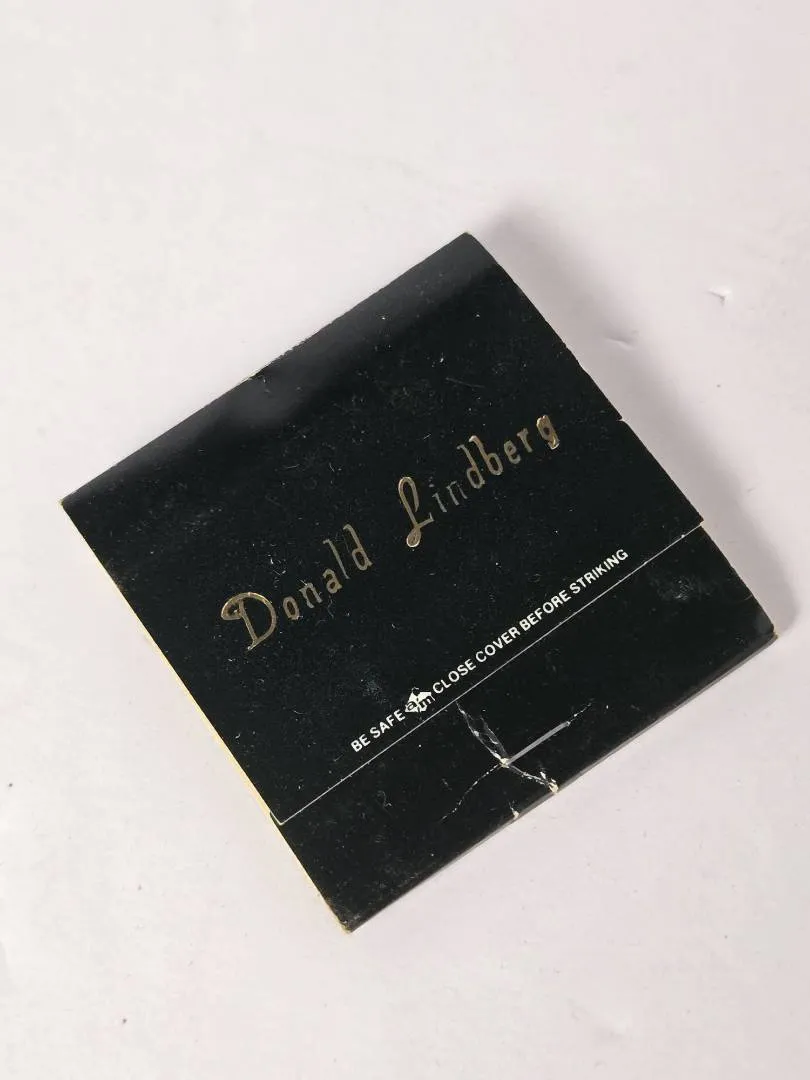 Donald Lindberg
BE SAFE CLOSE COVER BEFORE STRIKING